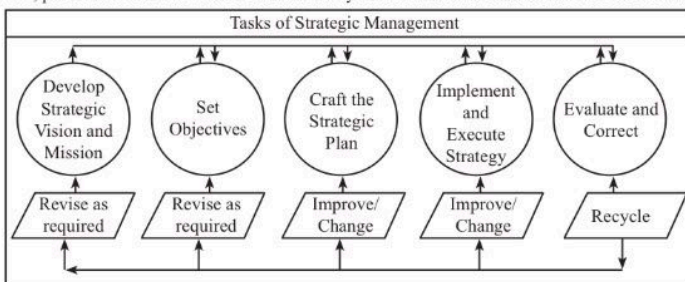 Tasks of Strategic Management
Develop
Strategic
Vision and
Mission
Set
Objectives
Craft the
Strategic
Plan
Implement
and
Execute
Strategy
Evaluate and
Correct
Revise as
required
Revise as
required
Improve/
Change
Improve/
Change
Recycle